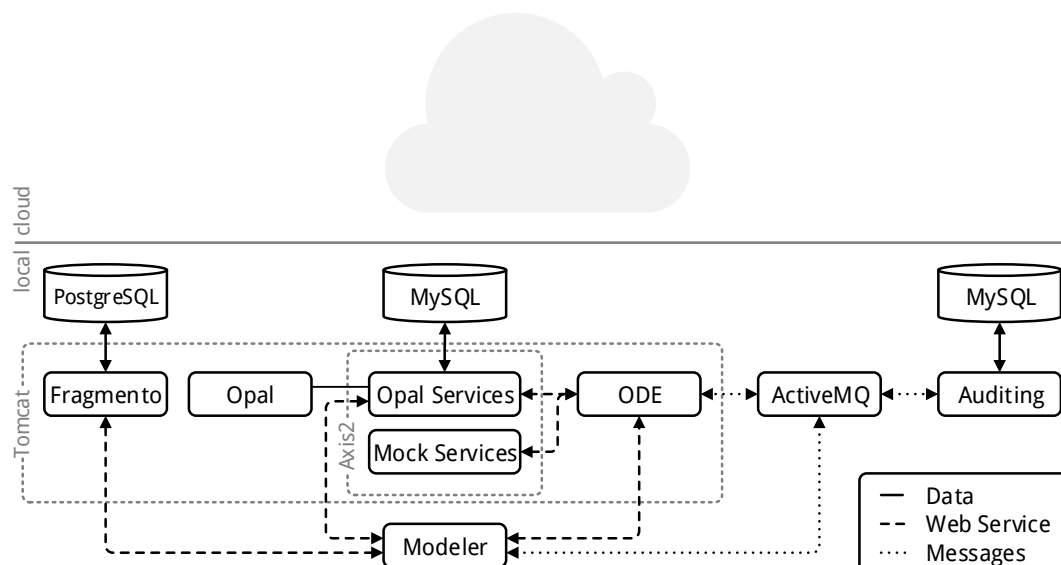 cloud
local
PostgreSQL
MySQL
MySQL
Tomcat
Axis2
Fragmento
Opal
Opal Services
ODE
ActiveMQ
Auditing
Mock Services
Modeler
Data
Web Service
Messages